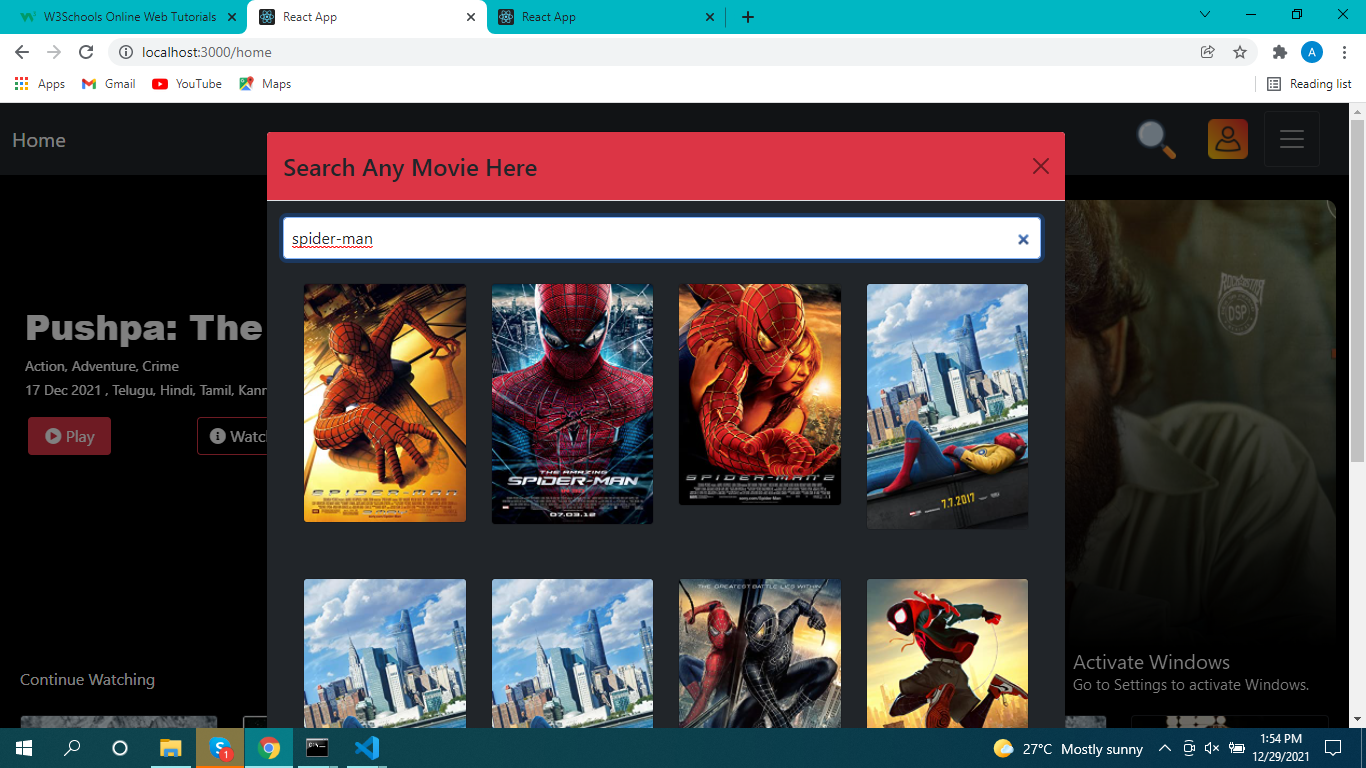 W3Schools Online Web Tutorials
React App
React App
localhost:3000/home
A
Apps
Gmail
YouTube
Maps
Reading list
Home
Search Any Movie Here
spider-man
Pushpa: The
Action, Adventure, Crime
17 Dec 2021 , Telugu, Hindi, Tamil, Kann
Play
Watch
DSP
SPIDER-MAN
THE AMAZING
SPIDER-MAN
07.03.12
SPIDER-MAN 2
7.7.2017
THE GREATEST BATTLE LIES WITHIN
Continue Watching
Activate Windows
Go to Settings to activate Windows.
1
27°C Mostly sunny
1:54 PM
12/29/2021